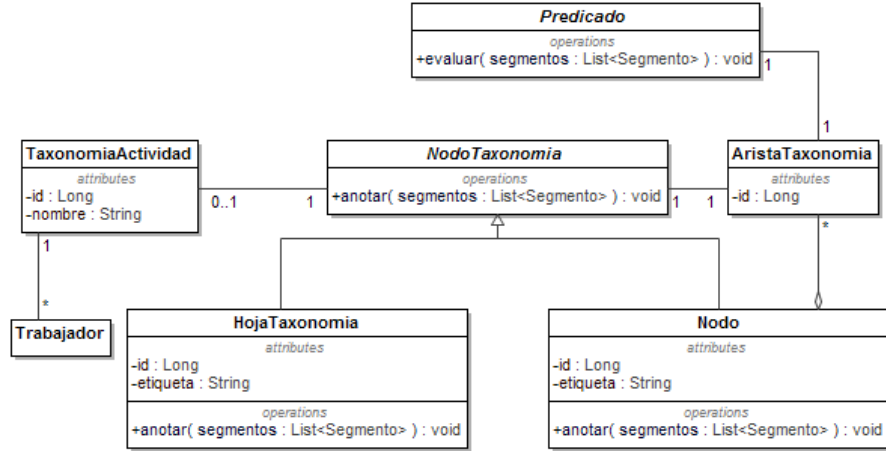 Predicado
operations
+evaluar( segmentos : List<Segmento> ) : void
1
1
TaxonomiaActividad
attributes
-id : Long
-nombre : String
0..1
1
NodoTaxonomia
operations
+anotar( segmentos : List<Segmento> ) : void
1
1
AristaTaxonomia
attributes
-id : Long
1
*
*
Trabajador
HojaTaxonomia
attributes
-id : Long
-etiqueta : String
operations
+anotar( segmentos : List<Segmento> ) : void
Nodo
attributes
-id : Long
-etiqueta : String
operations
+anotar( segmentos : List<Segmento> ) : void